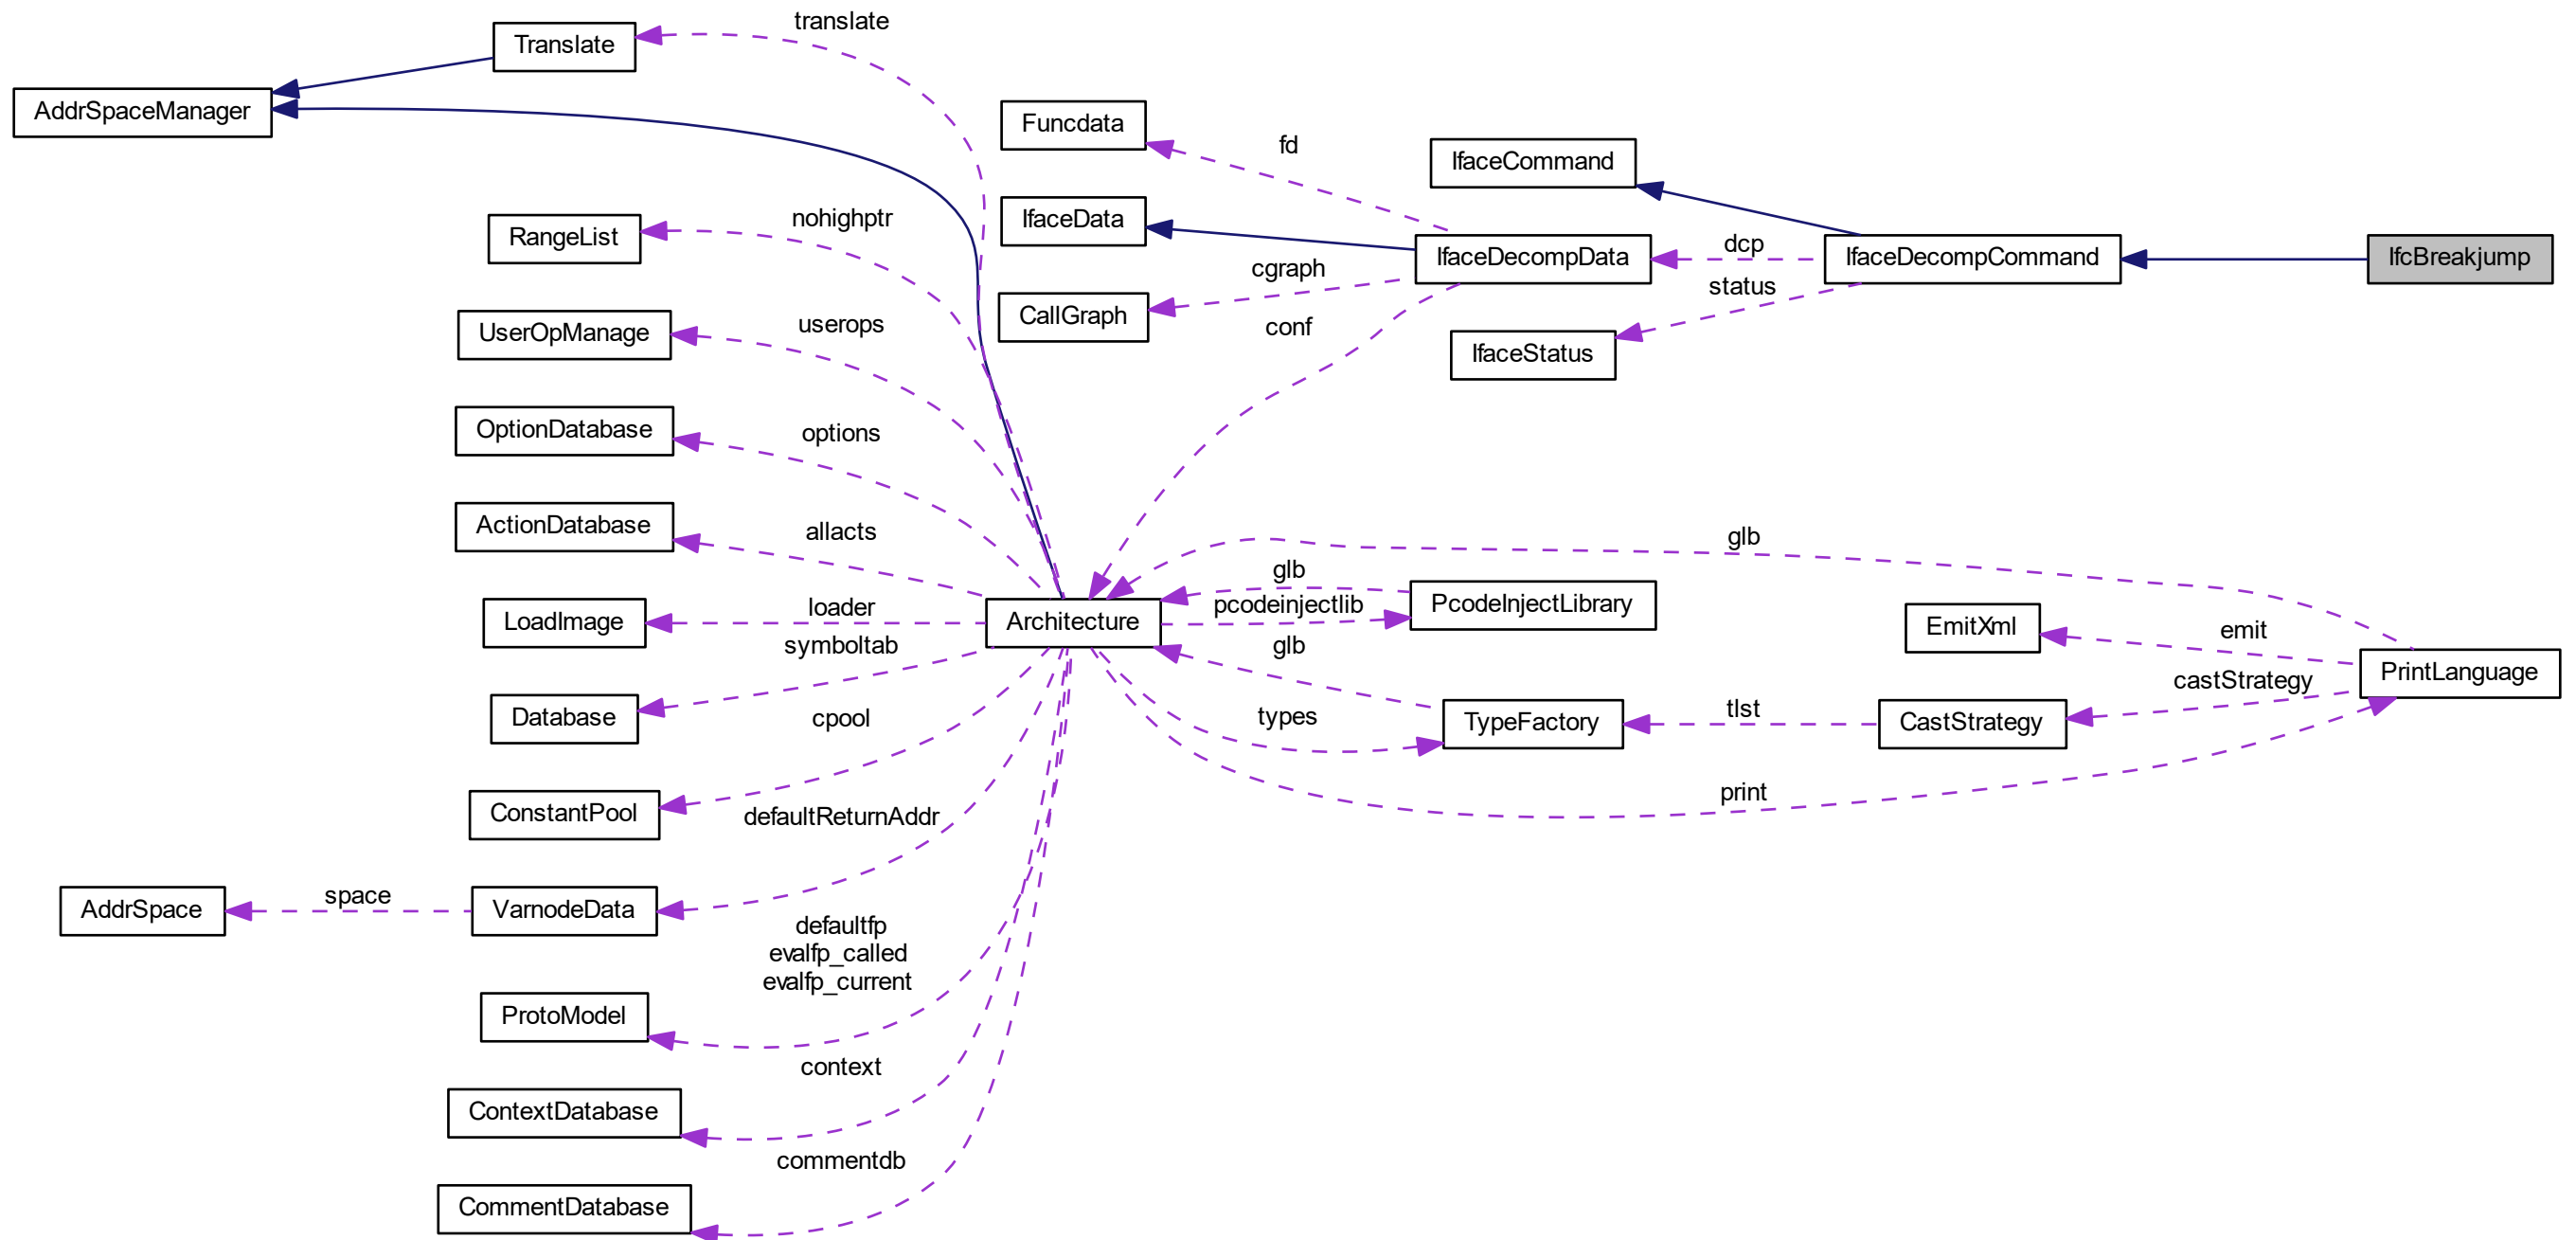 translate
Translate
AddrSpaceManager
Funcdata
fd
IfaceCommand
nohighptr
RangeList
IfaceData
dcp
IfaceDecompData
IfaceDecompCommand
IfcBreakjump
cgraph
status
CallGraph
conf
userops
UserOpManage
IfaceStatus
options
OptionDatabase
allacts
ActionDatabase
glb
glb
loader
pcodeinjectlib
PcodeInjectLibrary
LoadImage
Architecture
EmitXml
emit
symboltab
glb
PrintLanguage
castStrategy
Database
cpool
types
TypeFactory
tlst
CastStrategy
print
ConstantPool
defaultReturnAddr
space
AddrSpace
VarnodeData
defaultfp
evalfp_called
evalfp_current
ProtoModel
context
ContextDatabase
commentdb
CommentDatabase